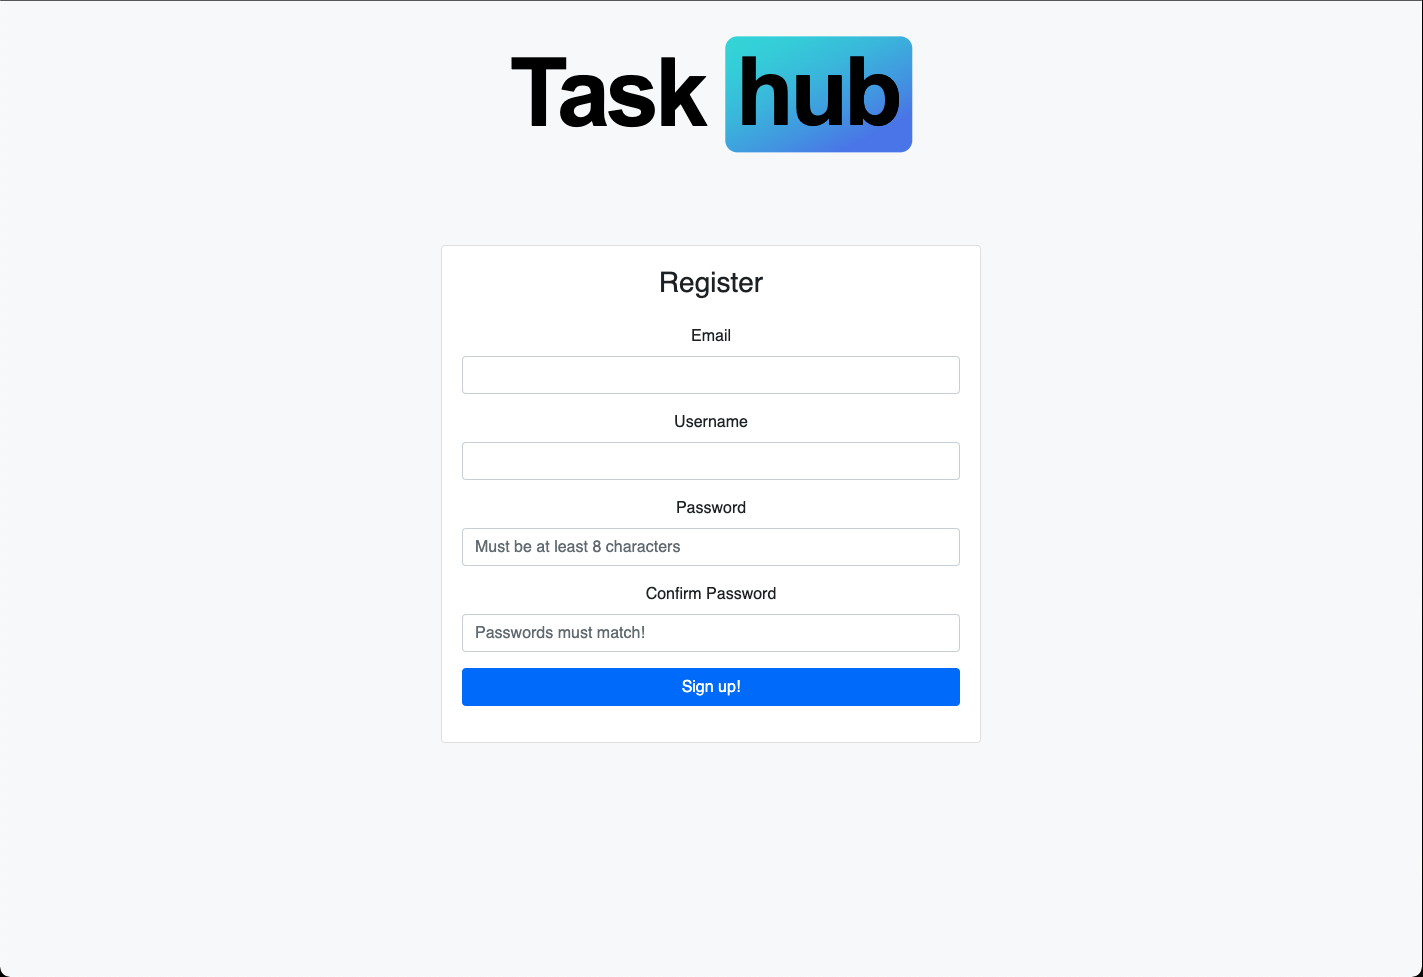 Task hub
Register
Email
Username
Password
Must be at least 8 characters
Confirm Password
Passwords must match!
Sign up!